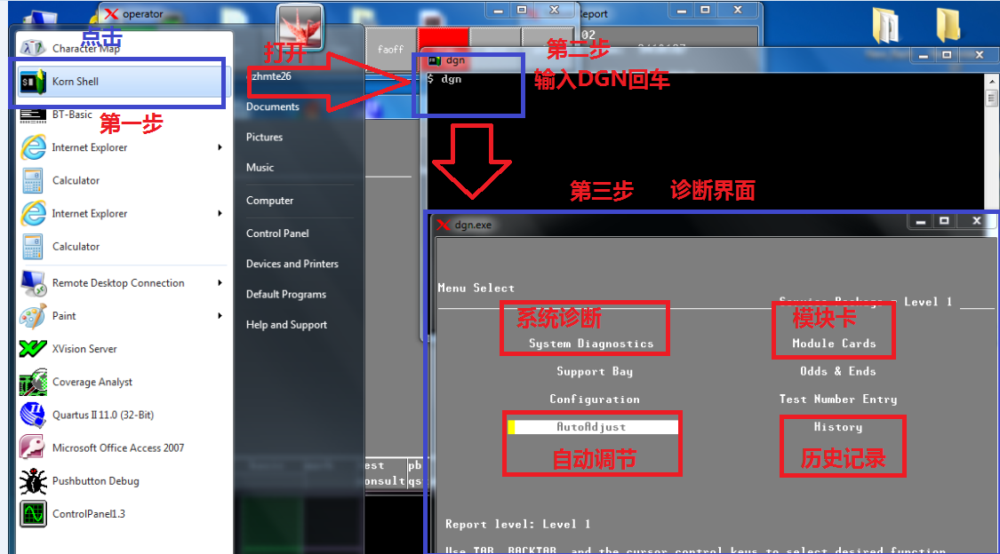 operator
Report
点击
Character Map
打开
faoff
第二步
02
dgn
Korn Shell
zhmte26
$ dgn
输入DGN回车
BT-Basic
第一步
Documents
Internet Explorer
Pictures
Calculator
Music
第三步 诊断界面
Internet Explorer
Computer
dgn.exe
Calculator
Control Panel
Devices and Printers
Remote Desktop Connection
Menu Select
Default Programs
Service Package - Level 1
Paint
系统诊断
模块卡
Help and Support
System Diagnostics
Module Cards
XVision Server
Support Bay
Odds & Ends
Coverage Analyst
Configuration
Test Number Entry
Quartus II 11.0 (32-Bit)
AutoAdjust
History
Microsoft Office Access 2007
自动调节
历史记录
est pb
Pushbutton Debug
onsult qs
ControlPanel1.3
Report level: Level 1
Use TAB, BACKTAB, and the cursor control keys to select desired function